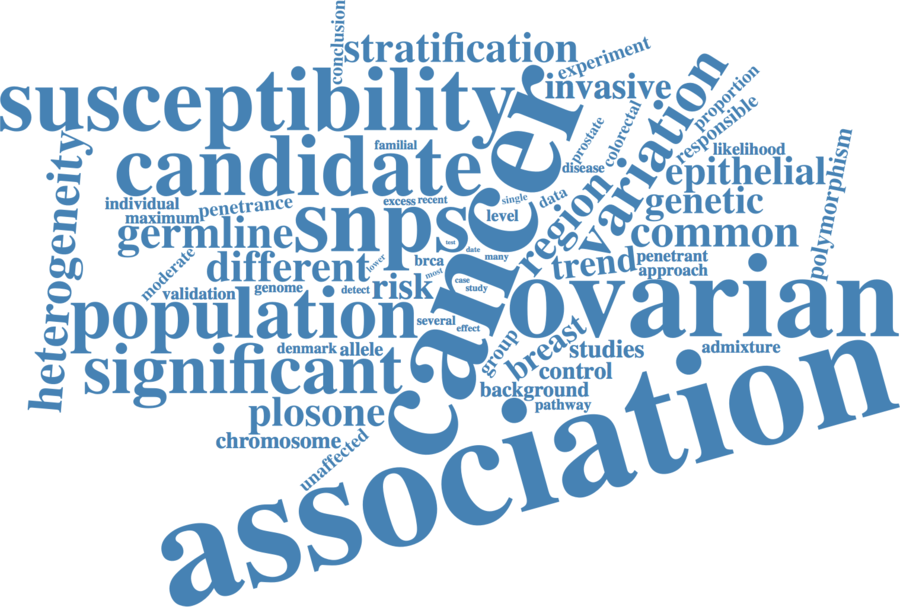 conclusion
stratification
experiment
susceptibility
cancer
invasive
variation
proportion
responsible
prostate
colorectal
heterogeneity
candidate
familial
disease
likelihood
epithelial
polymorphism
individual
maximum
penetrance
excess
recent
single
level
data
region
genetic
germline
snps
test
date
many
common
moderate
different
lower
brca
most
trend
penetrant
approach
validation
genome
detect
risk
case
study
population
several
effect
ovarian
denmark
allele
group
breast
studies
admixture
significant
control
background
pathway
plosone
chromosome
unaffected
association